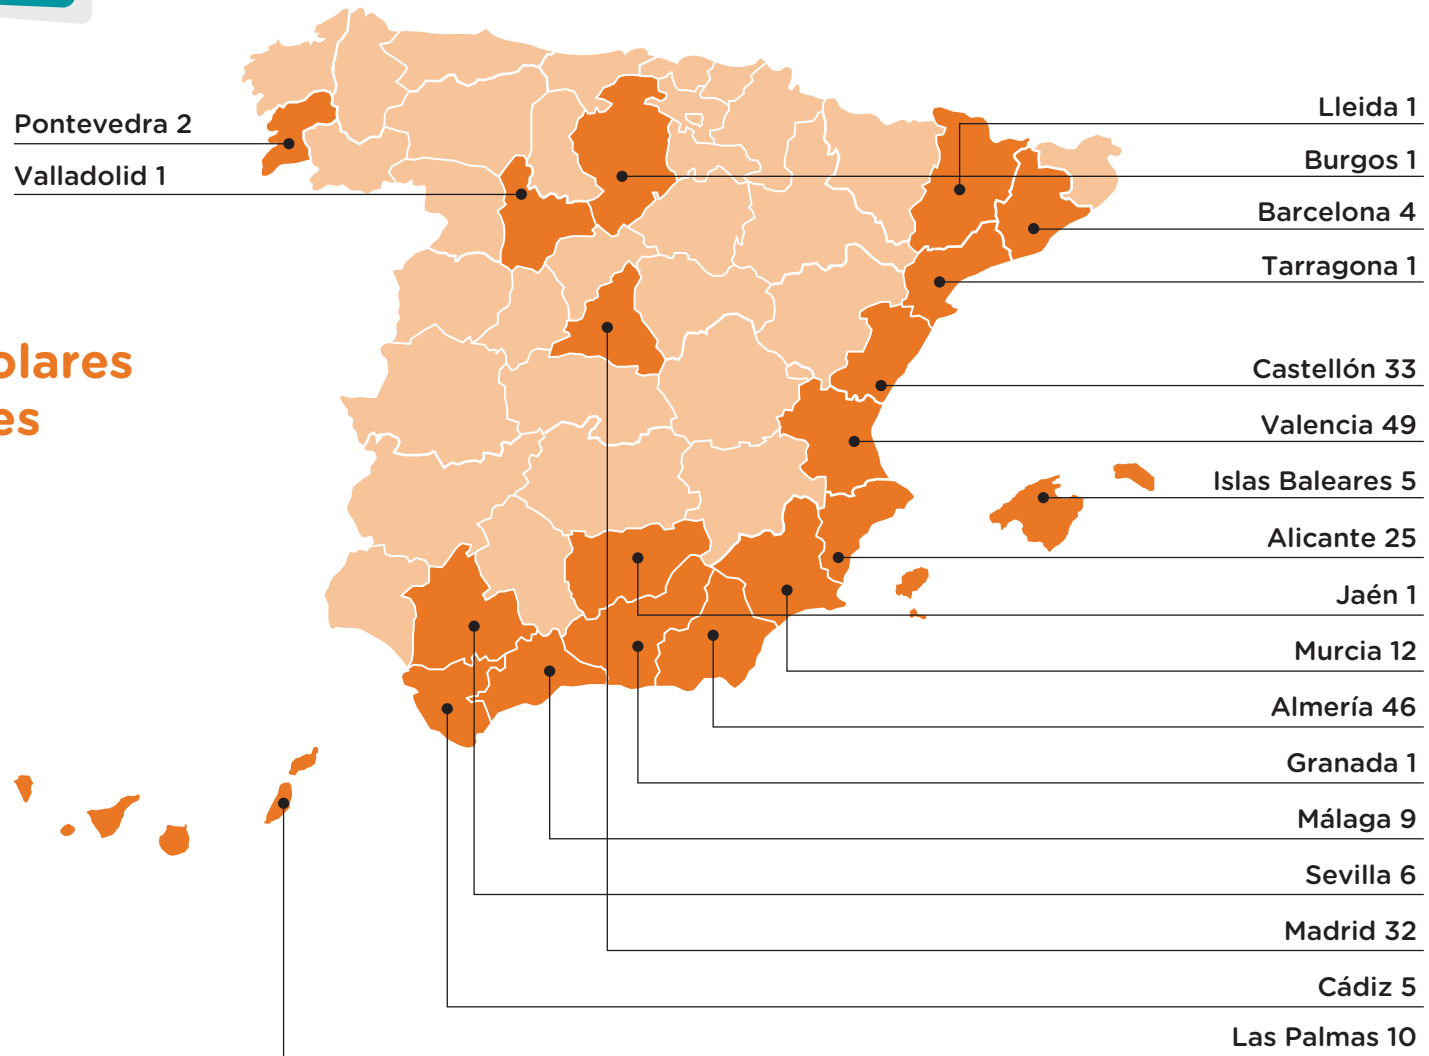 Pontevedra 2
Valladolid 1
Lleida 1
Burgos 1
Barcelona 4
Tarragona 1
Castellón 33
Valencia 49
Islas Baleares 5
Alicante 25
Jaén 1
Murcia 12
Almería 46
Granada 1
Málaga 9
Sevilla 6
Madrid 32
Cádiz 5
Las Palmas 10